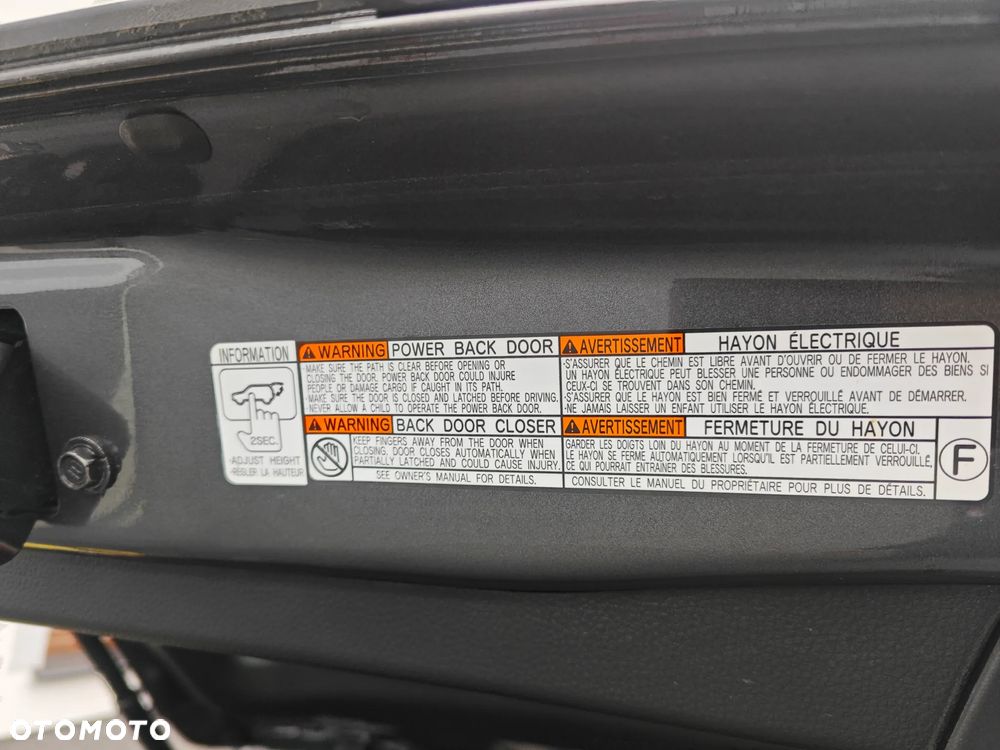 INFORMATION
2SEC.
·ADJUST HEIGHT
·RÉGLER LA HAUTEUR
WARNING POWER BACK DOOR
·MAKE SURE THE PATH IS CLEAR BEFORE OPENING OR
CLOSING THE DOOR. POWER BACK DOOR COULD INJURE
PEOPLE OR DAMAGE CARGO IF CAUGHT IN ITS PATH.
·MAKE SURE THE DOOR IS CLOSED AND LATCHED BEFORE DRIVING.
·NEVER ALLOW A CHILD TO OPERATE THE POWER BACK DOOR.
AVERTISSEMENT HAYON ÉLECTRIQUE
·S'ASSURER QUE LE CHEMIN EST LIBRE AVANT D'OUVRIR OU DE FERMER LE HAYON.
UN HAYON ÉLECTRIQUE PEUT BLESSER UNE PERSONNE OU ENDOMMAGER DES BIENS SI
CEUX-CI SE TROUVENT DANS SON CHEMIN.
·S'ASSURER QUE LE HAYON EST BIEN FERMÉ ET VERROUILLÉ AVANT DE DÉMARRER.
·NE JAMAIS LAISSER UN ENFANT UTILISER LE HAYON ÉLECTRIQUE.
WARNING BACK DOOR CLOSER
KEEP FINGERS AWAY FROM THE DOOR WHEN
CLOSING, DOOR CLOSES AUTOMATICALLY WHEN
PARTIALLY LATCHED AND COULD CAUSE INJURY.
SEE OWNER'S MANUAL FOR DETAILS.
AVERTISSEMENT FERMETURE DU HAYON
GARDER LES DOIGTS LOIN DU HAYON AU MOMENT DE LA FERMETURE DE CELUI-CI.
LE HAYON SE FERME AUTOMATIQUEMENT LORSQU'IL EST PARTIELLEMENT VERROUILLÉ,
CE QUI POURRAIT ENTRAÎNER DES BLESSURES.
CONSULTER LE MANUEL DU PROPRIÉTAIRE POUR PLUS DE DÉTAILS.
F
OTOMOTO